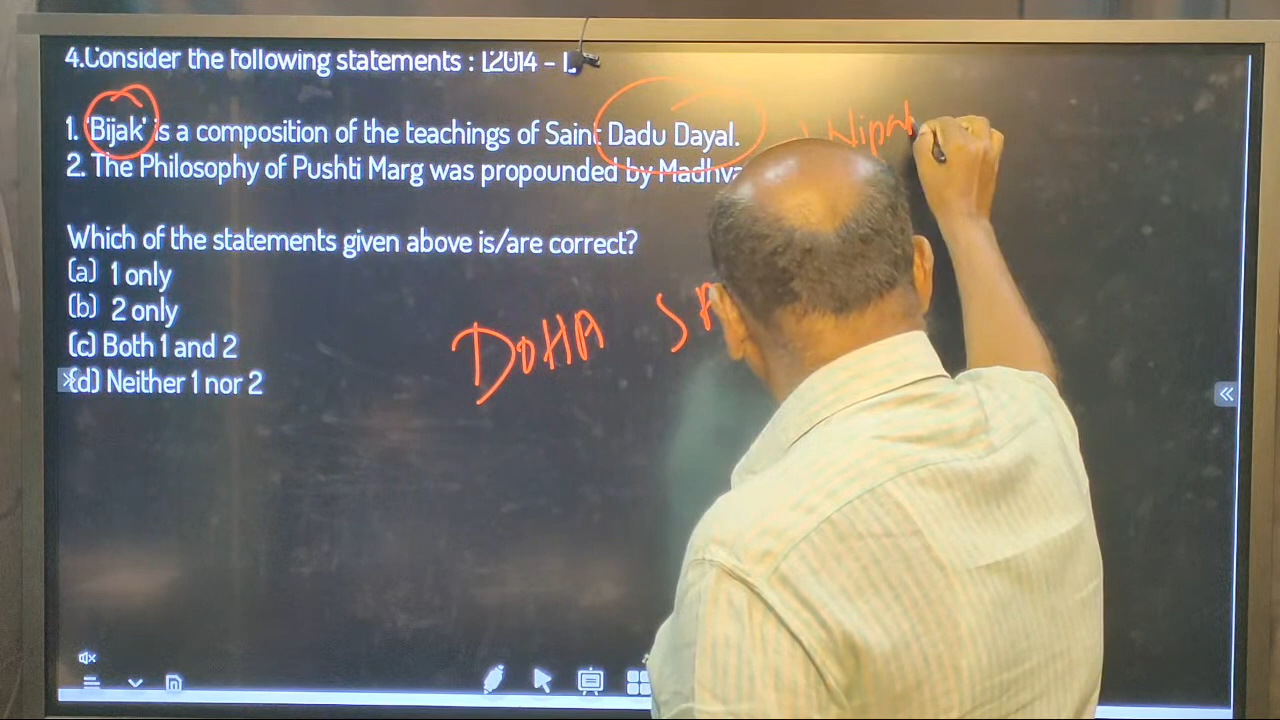 4.Consider the following statements : [2014 – I
1. 'Bijak' is a composition of the teachings of Saint Dadu Dayal.
2. The Philosophy of Pushti Marg was propounded by Madhva
Which of the statements given above is/are correct?
(a) 1 only
(b) 2 only
(c) Both 1 and 2
(d) Neither 1 nor 2
DOHA